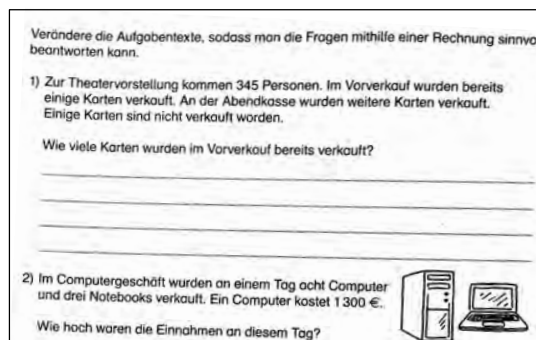 Verändere die Aufgabentexte, sodass man die Fragen mithilfe einer Rechnung sinnvo
beantworten kann.
1) Zur Theatervorstellung kommen 345 Personen. Im Vorverkauf wurden bereits
einige Karten verkauft. An der Abendkasse wurden weitere Karten verkauft.
Einige Karten sind nicht verkauft worden.
Wie viele Karten wurden im Vorverkauf bereits verkauft?
2) Im Computergeschäft wurden an einem Tag acht Computer
und drei Notebooks verkauft. Ein Computer kostet 1 300 €.
Wie hoch waren die Einnahmen an diesem Tag?